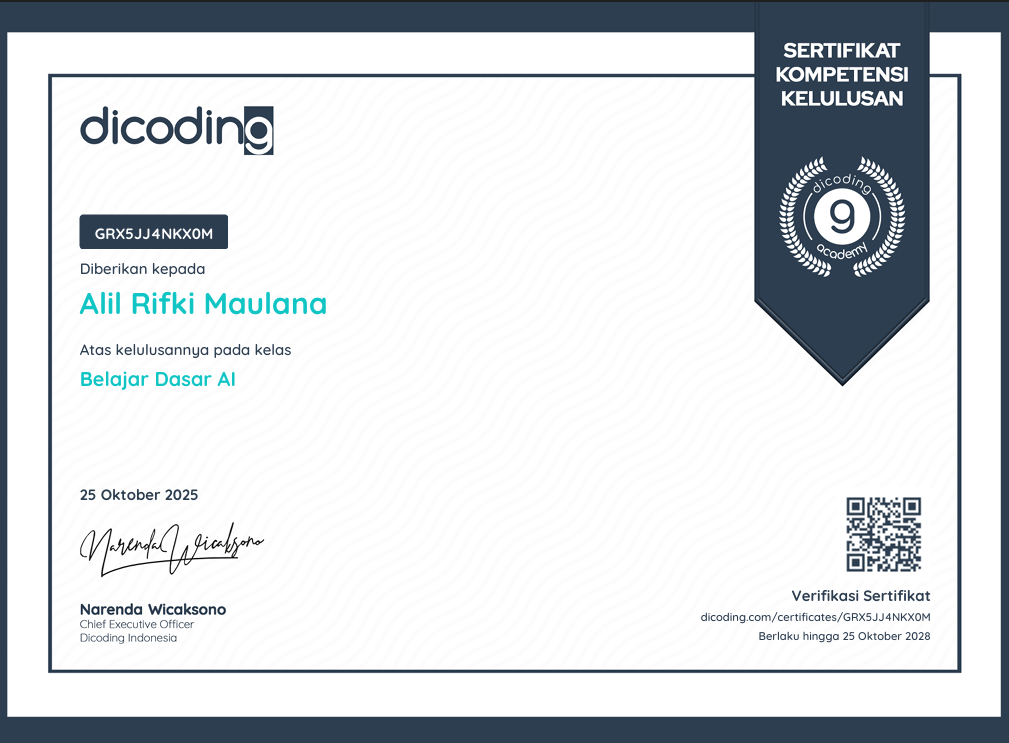 SERTIFIKAT
KOMPETENSI
KELULUSAN
dicoding
dicoding
9
academy
GRX5JJ4NKX0M
Diberikan kepada
Alil Rifki Maulana
Atas kelulusannya pada kelas
Belajar Dasar AI
25 Oktober 2025
Narenda Wicaksono
Narenda Wicaksono
Chief Executive Officer
Dicoding Indonesia
Verifikasi Sertifikat
dicoding.com/certificates/GRX5JJ4NKX0M
Berlaku hingga 25 Oktober 2028